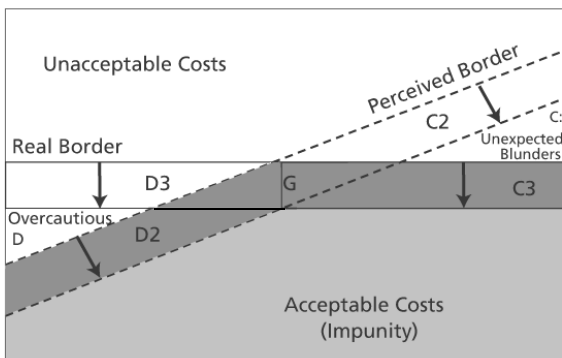 Unacceptable Costs
Perceived Border
C2
C:
Unexpected
Blunders
Real Border
D3
G
C3
Overcautious
D
D2
Acceptable Costs
(Impunity)